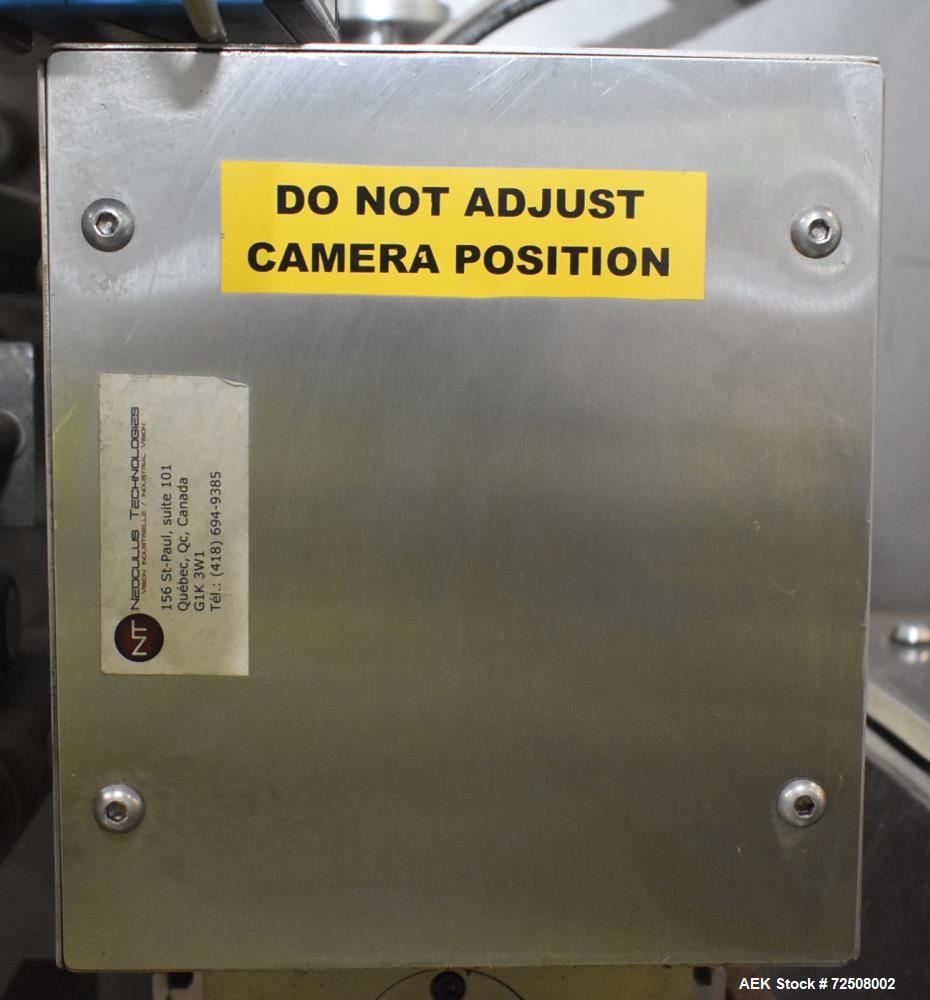 DO NOT ADJUST
CAMERA POSITION
NT
NEOCULUS TECHNOLOGIES
VISION INDUSTRIELLE / INDUSTRIAL VISION
156 St-Paul, suite 101
Québec, Qc, Canada
G1K 3W1
Tél.: (418) 694-9385
AEK Stock # 72508002